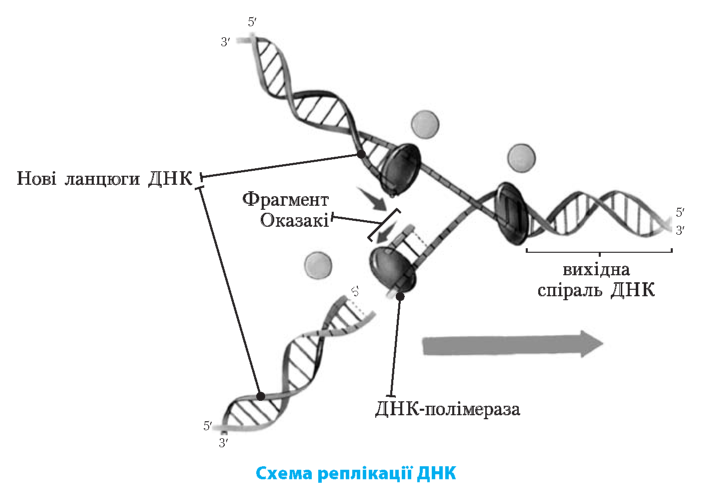 5′
3′
Нові ланцюги ДНК
Фрагмент
Оказакі
5′
3′
вихідна
спіраль ДНК
5′
ДНК-полімераза
5′
3′
Схема реплікації ДНК